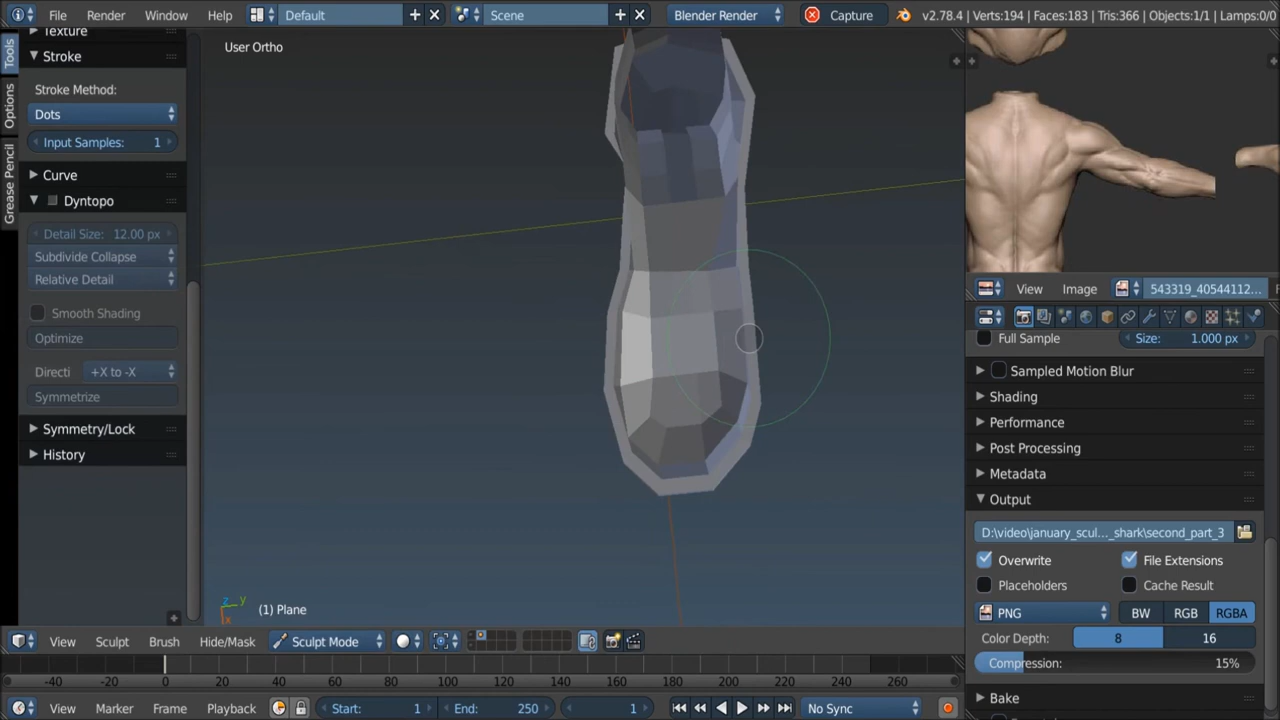 File Render Window Help Default Scene Blender Render Capture v2.78.4 | Verts:194 | Faces:183 | Tris:366 | Objects:1/1 | Lamps:0/0
Texture
User Ortho
Stroke
Stroke Method:
Dots
Input Samples: 1
Curve
Dyntopo
Detail Size: 12.00 px
Subdivide Collapse
Relative Detail
Smooth Shading
Optimize
Directi +X to -X
Symmetrize
Symmetry/Lock
History
Tools
Options
Grease Pencil
z y
x
(1) Plane
View Sculpt Brush Hide/Mask Sculpt Mode
-40 -20 0 20 40 60 80 100 120 140 160 180 200 220 240 260
View Marker Frame Playback Start: 1 End: 250 1 No Sync
View Image 543319_40544112... F
Full Sample Size: 1.000 px
Sampled Motion Blur
Shading
Performance
Post Processing
Metadata
Output
D:\video\january_scul..._shark\second_part_3
Overwrite File Extensions
Placeholders Cache Result
PNG BW RGB RGBA
Color Depth: 8 16
Compression: 15%
Bake